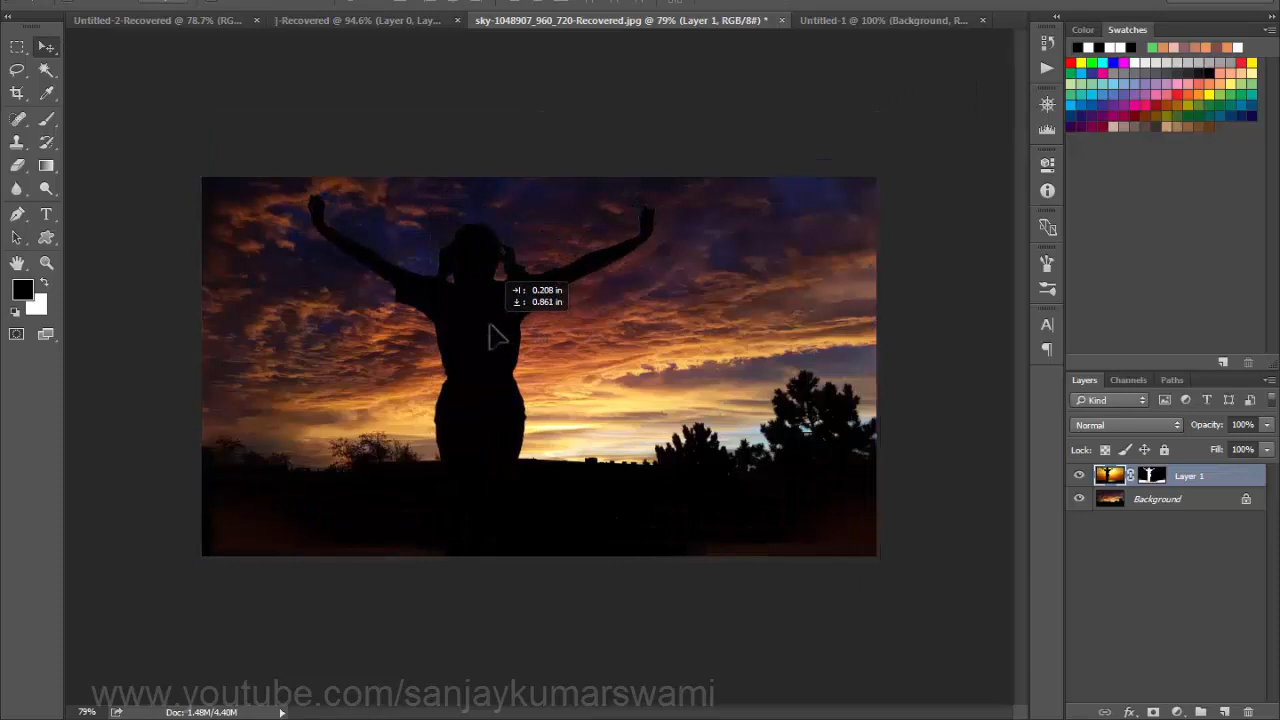 Untitled-2-Recovered @ 78.7% (RG... ×
]-Recovered @ 94.6% (Layer 0, Lay... ×
sky-1048907_960_720-Recovered.jpg @ 79% (Layer 1, RGB/8#) * ×
Untitled-1 @ 100% (Background, R... ×
Color
Swatches
0.208 in
0.861 in
Layers
Channels
Paths
Kind
Normal
Opacity: 100%
Lock:
Fill: 100%
Layer 1
Background
www.youtube.com/sanjaykumarswami
79%
Doc: 1.48M/4.40M